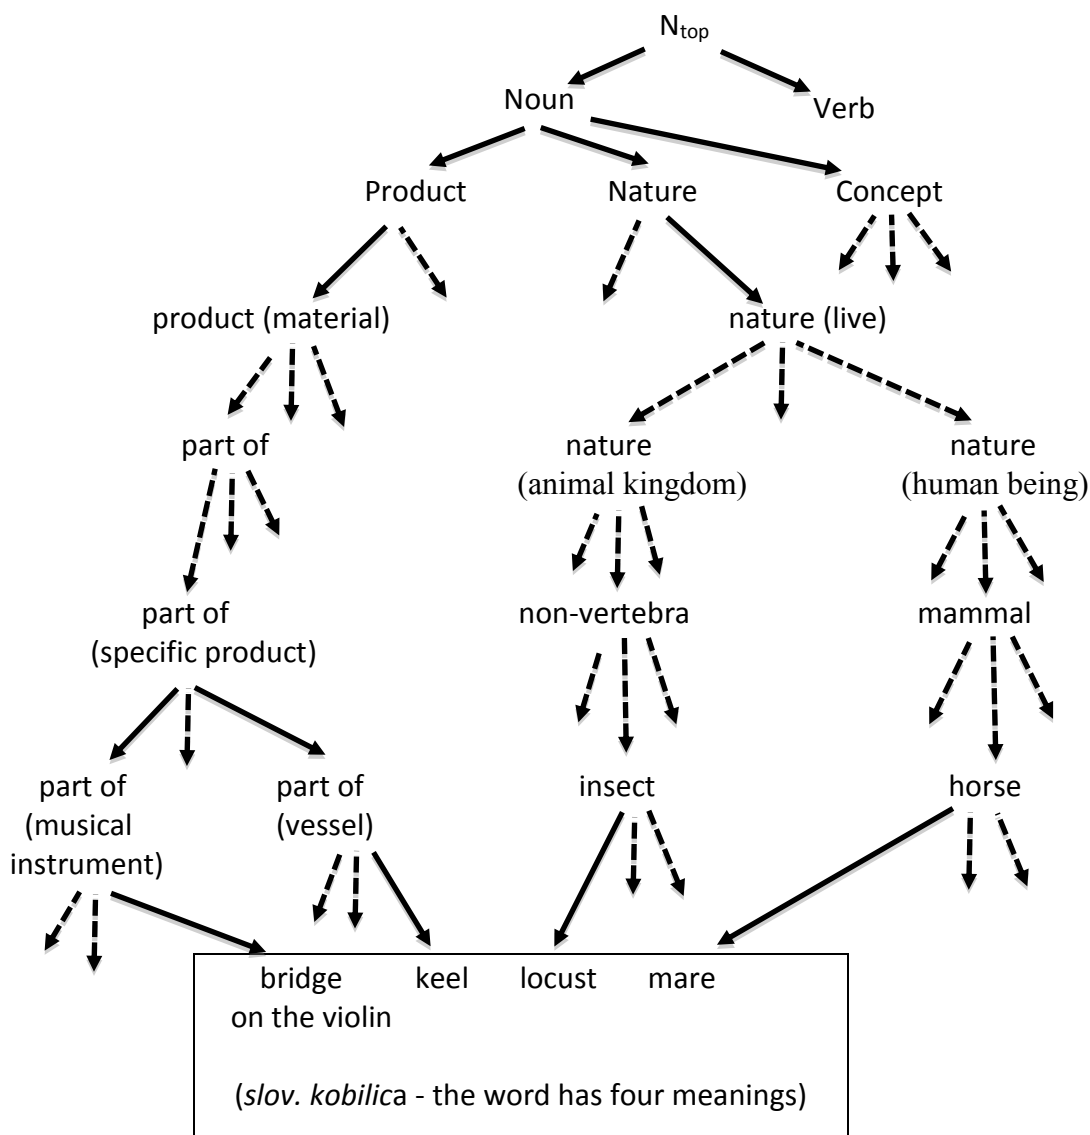 Ntop
Noun
Verb
Product
Nature
Concept
product (material)
nature (live)
part of
nature
(animal kingdom)
nature
(human being)
part of
(specific product)
non-vertebra
mammal
part of
(musical
instrument)
part of
(vessel)
insect
horse
bridge
on the violin
keel
locust
mare
(slov. kobilica - the word has four meanings)